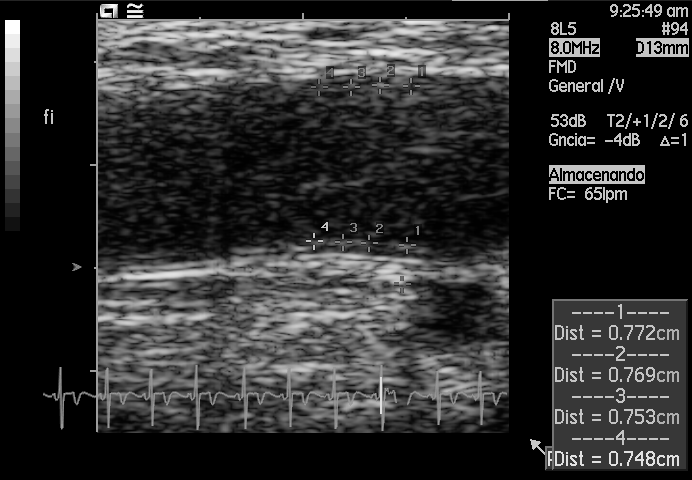 9:25:49 am
8L5 #94
8.0MHz D13mm
FMD
General /V
fi
53dB T2/+1/2/ 6
Gncia= -4dB Δ=1
Almacenando
FC= 65lpm
4 3 2 1
4 3 2 1
----1----
Dist = 0.772cm
----2----
Dist = 0.769cm
----3----
Dist = 0.753cm
----4----
Dist = 0.748cm